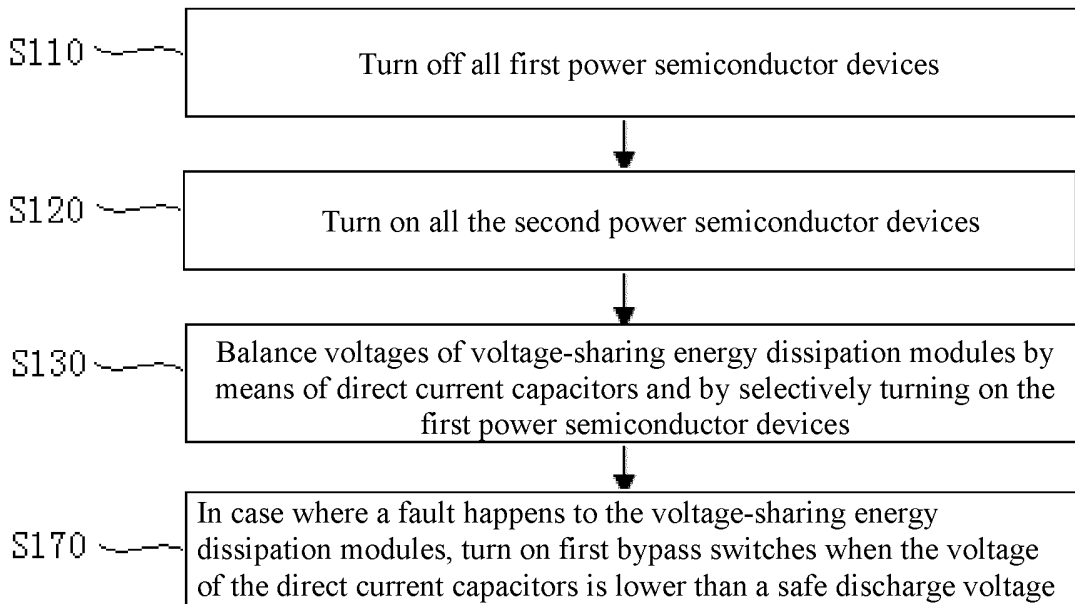 S110
Turn off all first power semiconductor devices
S120
Turn on all the second power semiconductor devices
S130
Balance voltages of voltage-sharing energy dissipation modules by
means of direct current capacitors and by selectively turning on the
first power semiconductor devices
S170
In case where a fault happens to the voltage-sharing energy
dissipation modules, turn on first bypass switches when the voltage
of the direct current capacitors is lower than a safe discharge voltage